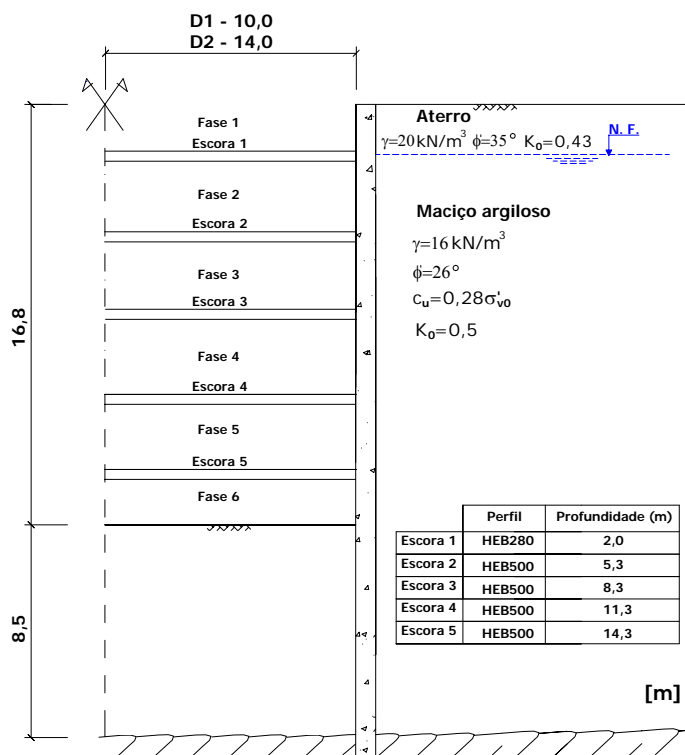 D1 - 10,0
D2 - 14,0
Fase 1
Escora 1
Fase 2
Escora 2
Fase 3
Escora 3
Fase 4
Escora 4
Fase 5
Escora 5
Fase 6
16,8
8,5
Aterro
γ=20kN/m³ ϕ'=35° K₀=0,43
N. F.
Maciço argiloso
γ=16kN/m³
ϕ'=26°
cᵤ=0,28σ'ᵥ₀
K₀=0,5
Perfil Profundidade (m)
Escora 1 HEB280 2,0
Escora 2 HEB500 5,3
Escora 3 HEB500 8,3
Escora 4 HEB500 11,3
Escora 5 HEB500 14,3
[m]